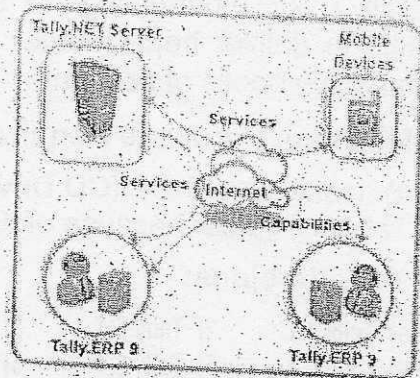 Tally.NET Server
Mobile
Devices
Services
Services
Internet
Capabilities
Tally.ERP 9
Tally.ERP 9